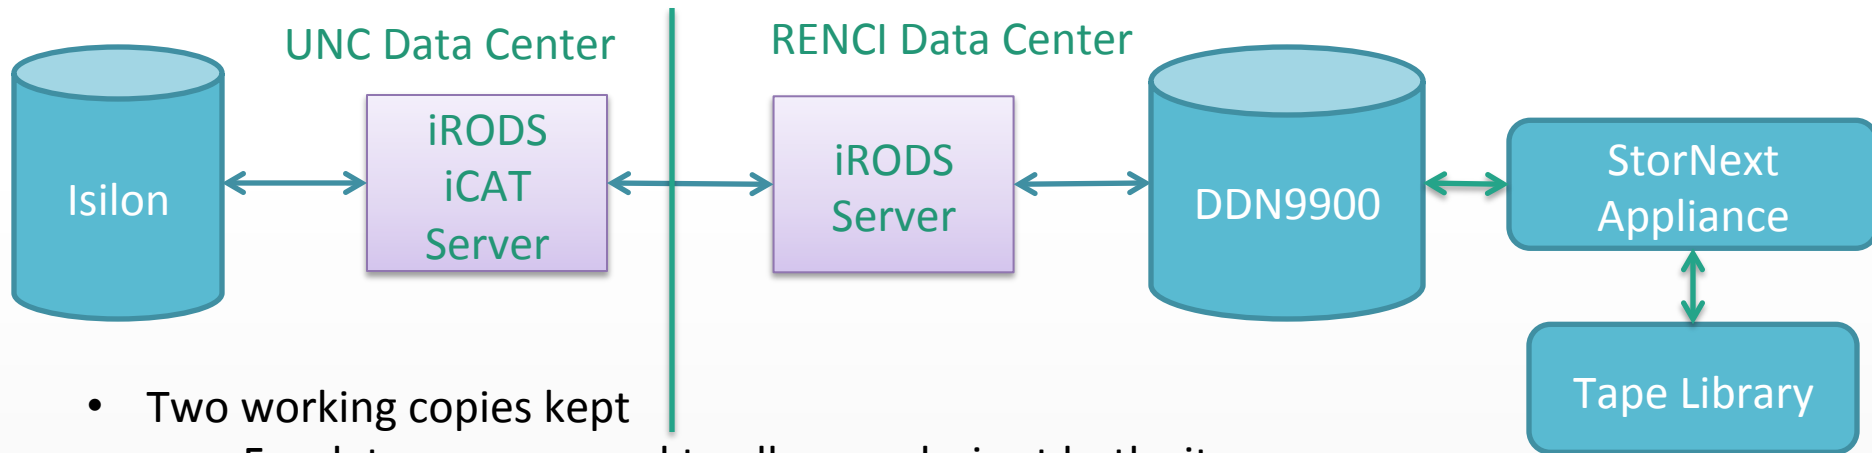 UNC Data Center
RENCI Data Center
Isilon
iRODS
iCAT
Server
iRODS
Server
DDN9900
StorNext
Appliance
Tape Library
• Two working copies kept